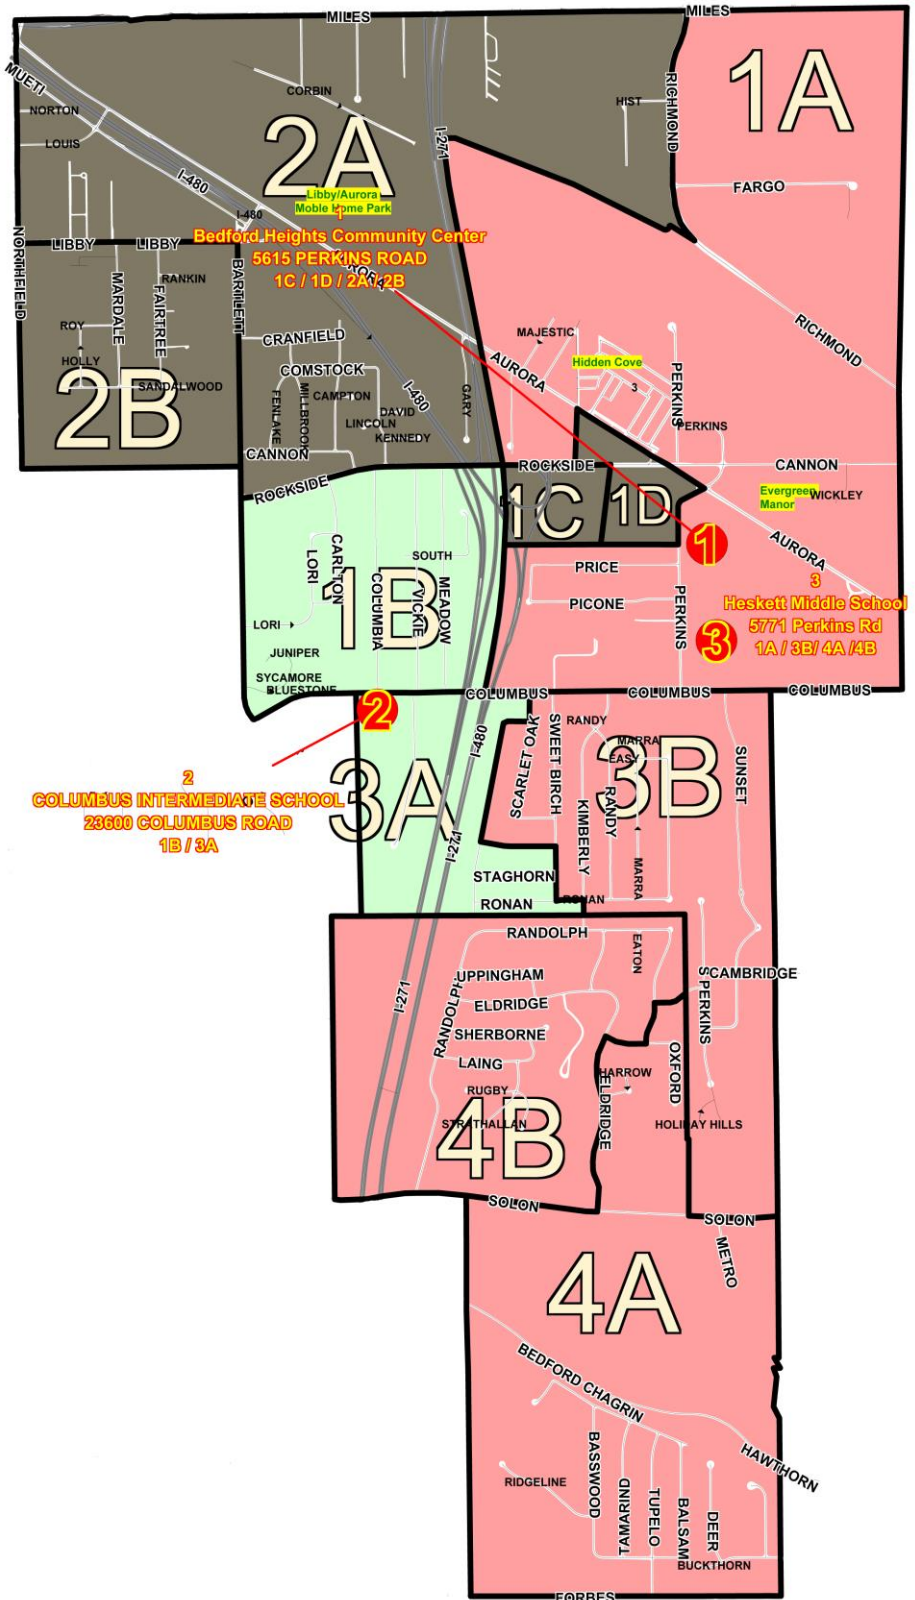 MILES
MILES
1A
MUETI
CORBIN
RICHMOND
HIST
NORTON
2A
I-271
LOUIS
I-480
FARGO
Libby/Aurora
Moble Home Park
1
I-480
Bedford Heights Community Center
5615 PERKINS ROAD
1C / 1D / 2A / 2B
NORTHFIELD
LIBBY
LIBBY
BARTLETT
AURORA
MARDALE
FAIRTREE
RANKIN
ROY
HOLLY
SANDALWOOD
2B
CRANFIELD
COMSTOCK
I-480
FENLAKE
MILLBROOK
CAMPTON
DAVID
LINCOLN
KENNEDY
GARY
MAJESTIC
AURORA
Hidden Cove
3
PERKINS
RICHMOND
PERKINS
CANNON
ROCKSIDE
ROCKSIDE
CANNON
1C
1D
Evergreen
Manor
WICKLEY
1
AURORA
CARLTON
LORI
SOUTH
1B
COLUMBIA
VICKIE
MEADOW
LORI
JUNIPER
SYCAMORE
BLUESTONE
PRICE
PICONE
PERKINS
3
3
Heskett Middle School
5771 Perkins Rd
1A / 3B/ 4A /4B
COLUMBUS
COLUMBUS
COLUMBUS
2
I-480
SCARLET OAK
SWEET BIRCH
RANDY
MARRA
EASY
3B
SUNSET
KIMBERLY
RANDY
2
COLUMBUS INTERMEDIATE SCHOOL
23600 COLUMBUS ROAD
1B / 3A
3A
I-271
MARRA
STAGHORN
RONAN
RONAN
RANDOLPH
EATON
UPPINGHAM
S PERKINS
CAMBRIDGE
I-271
RANDOLPH
ELDRIDGE
SHERBORNE
LAING
OXFORD
HARROW
ELDRIDGE
RUGBY
STRATHALLAN
4B
HOLIDAY HILLS
SOLON
SOLON
METRO
4A
BEDFORD CHAGRIN
HAWTHORN
RIDGELINE
BASSWOOD
TAMARIND
TUPELO
BALSAM
DEER
BUCKTHORN
FORBES